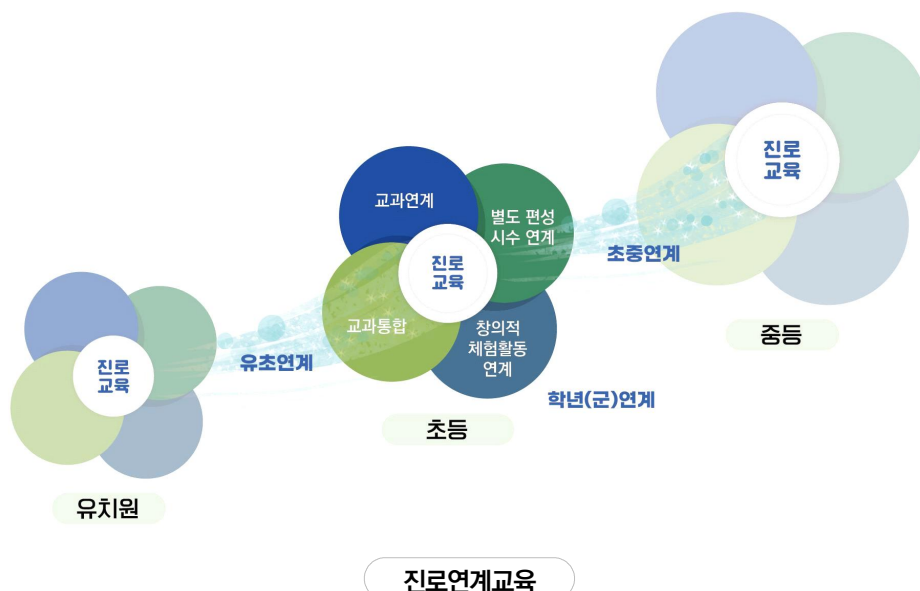 진로
교육
유치원
유초연계
교과연계
별도 편성
시수 연계
진로
교육
교과통합
창의적
체험활동
연계
학년(군)연계
초등
초중연계
진로
교육
중등
진로연계교육